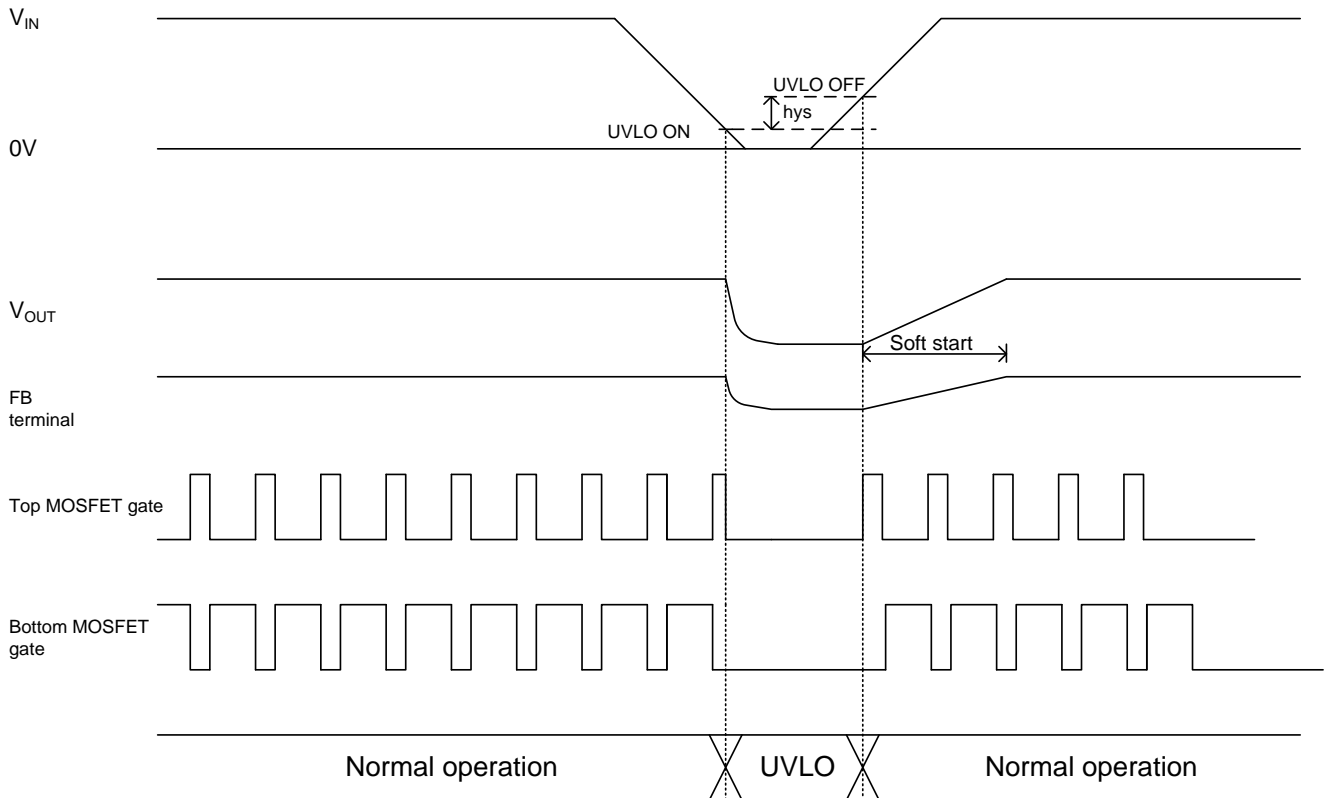 VIN
UVLO OFF
hys
UVLO ON
0V
VOUT
Soft start
FB
terminal
Top MOSFET gate
Bottom MOSFET
gate
Normal operation
UVLO
Normal operation